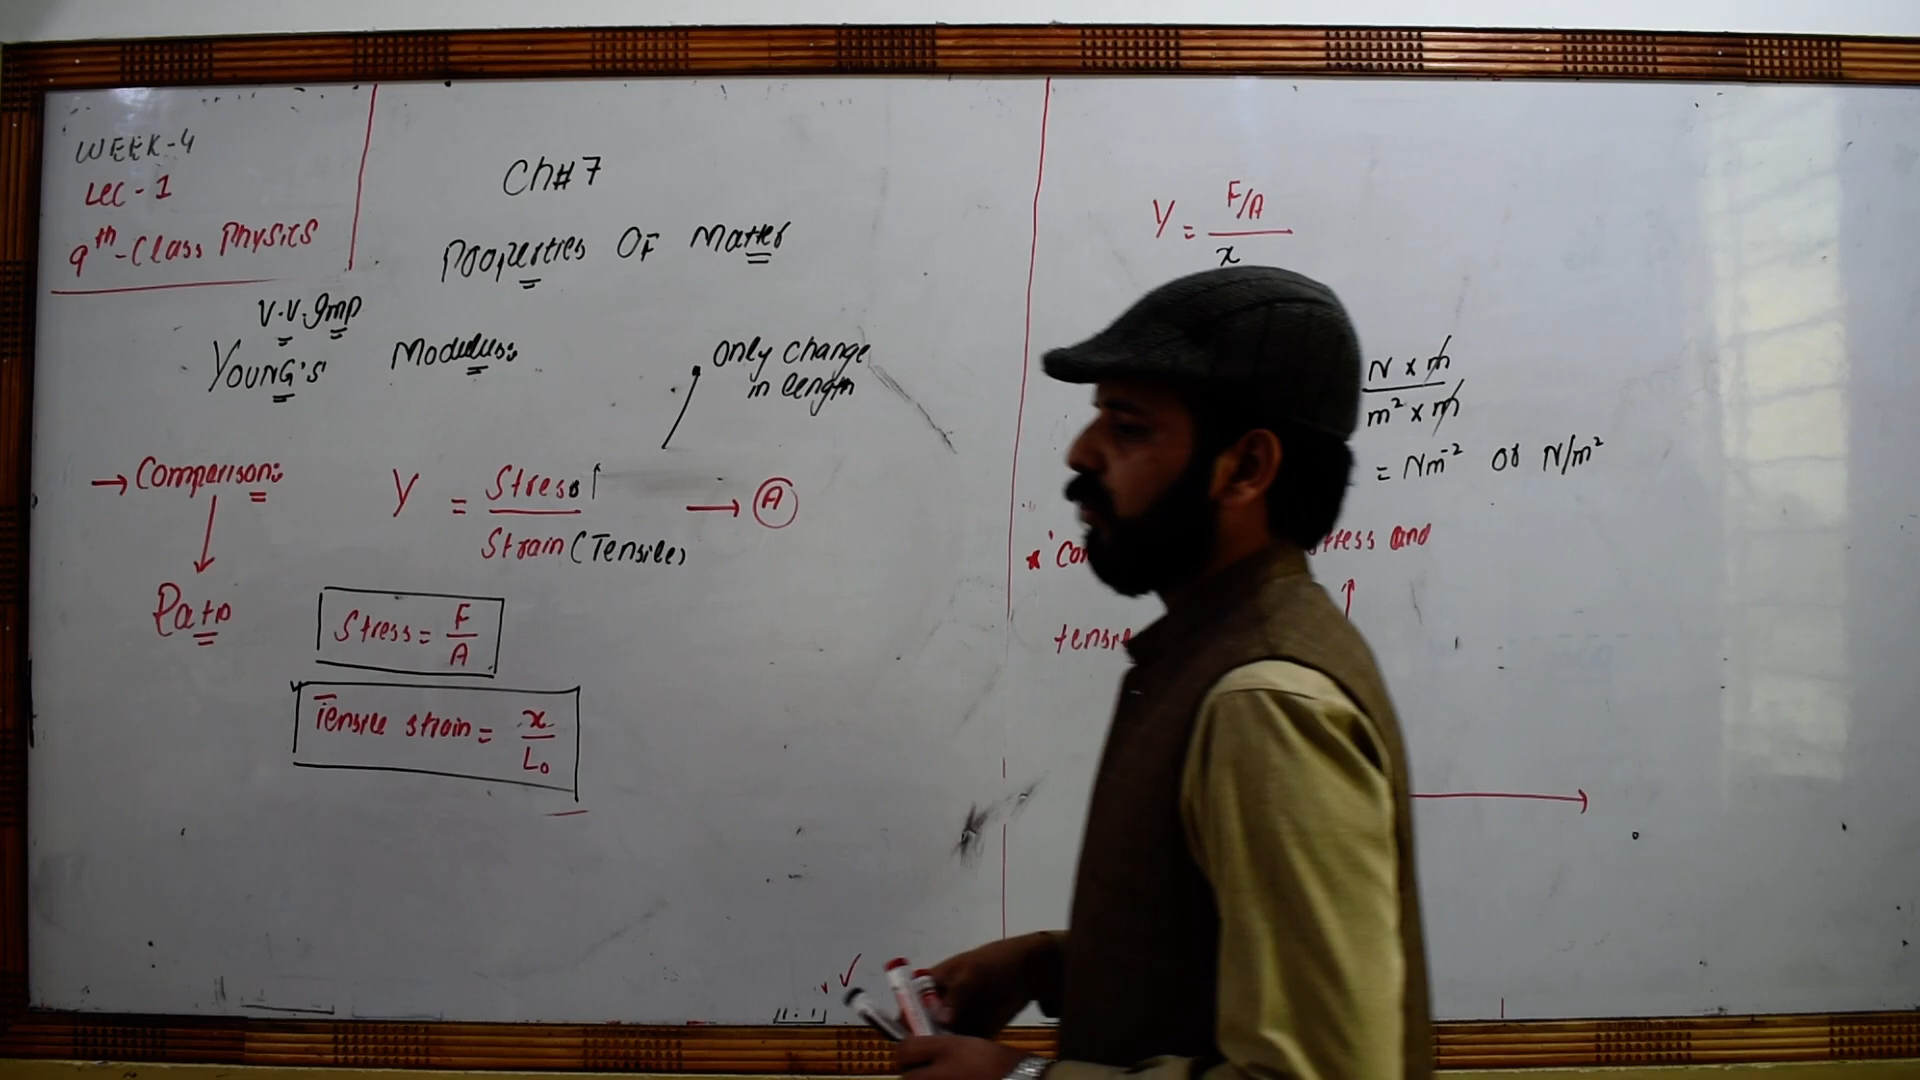 WEEK-4
Lec-1
9th-Class Physics
Ch#7
Properties OF Matter
V.V.Imp
YOUNG'S Modulus:
Only change
in length
→ Comparison:
Ratio
Y = Stress / Strain (Tensile) → A
Stress = F/A
Tensile strain = x/L₀
Y = F/A / x
N x m / m² x m
= Nm⁻² or N/m²
stress and